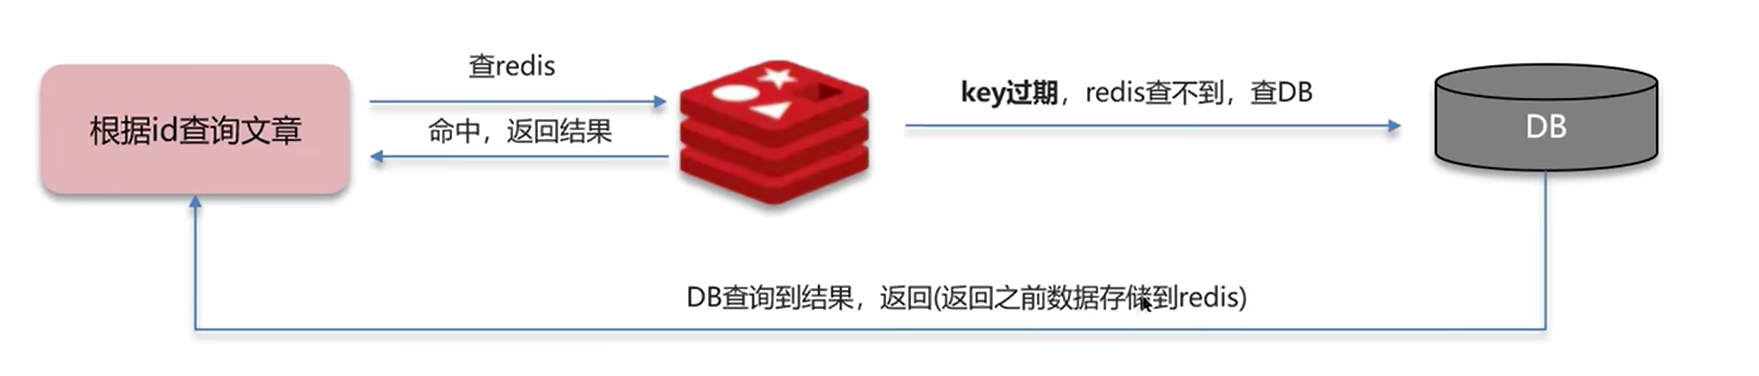 查redis
key过期，redis查不到，查DB
根据id查询文章
命中，返回结果
DB
DB查询到结果，返回(返回之前数据存储到redis)